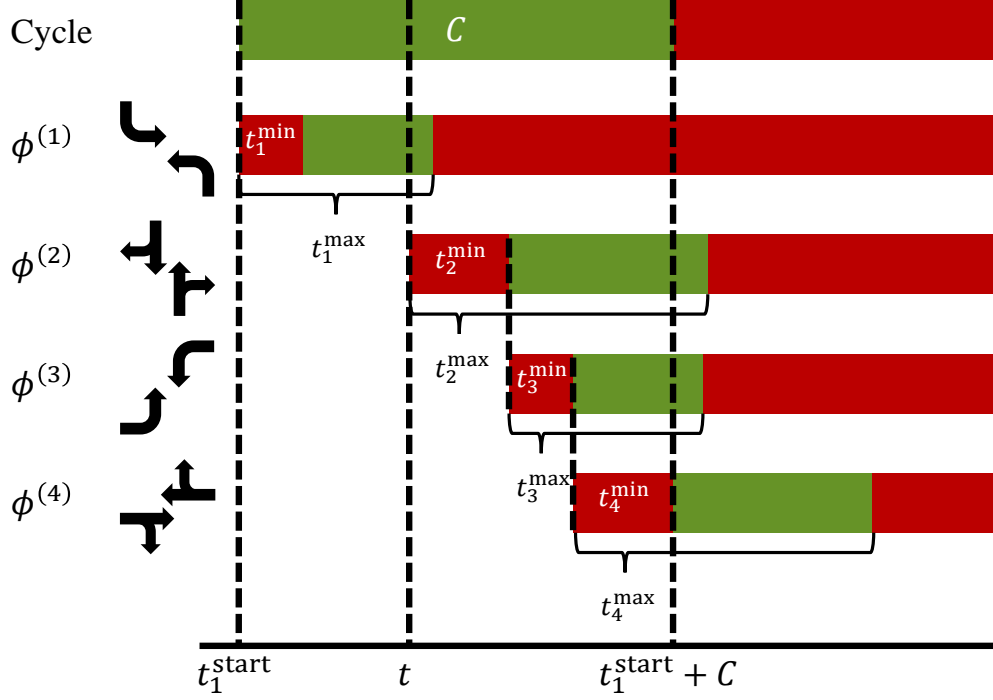 Cycle C
ϕ⁽¹⁾ t₁ᵐⁱⁿ
t₁ᵐᵃˣ
ϕ⁽²⁾ t₂ᵐⁱⁿ
t₂ᵐᵃˣ
ϕ⁽³⁾ t₃ᵐⁱⁿ
t₃ᵐᵃˣ
ϕ⁽⁴⁾ t₄ᵐⁱⁿ
t₄ᵐᵃˣ
t₁ˢᵗᵃʳᵗ t t₁ˢᵗᵃʳᵗ + C